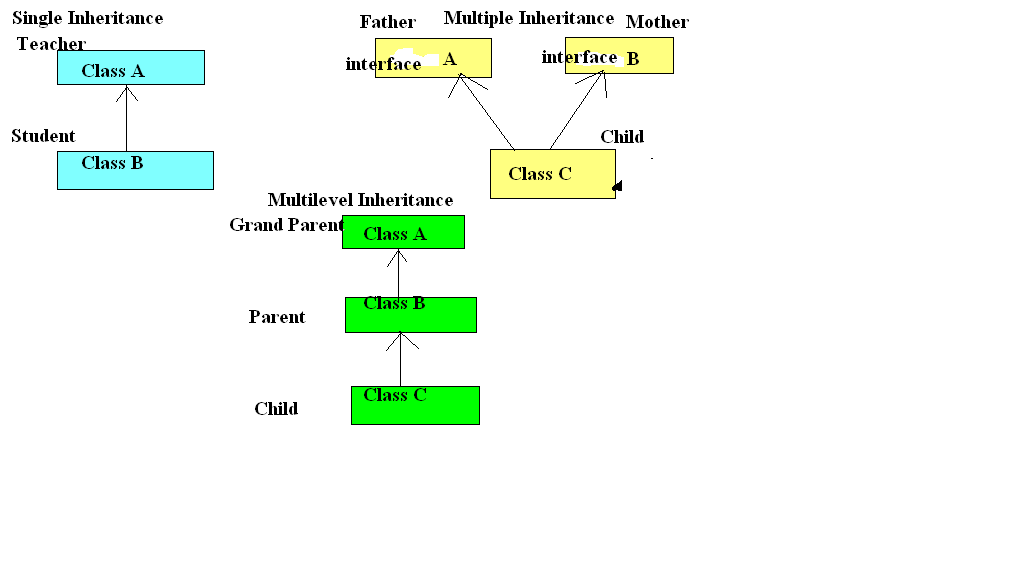 Single Inheritance
Teacher
Class A
Student
Class B
Father Multiple Inheritance Mother
interface A interface B
Child
Class C
Multilevel Inheritance
Grand Parent
Class A
Class B
Parent
Class C
Child